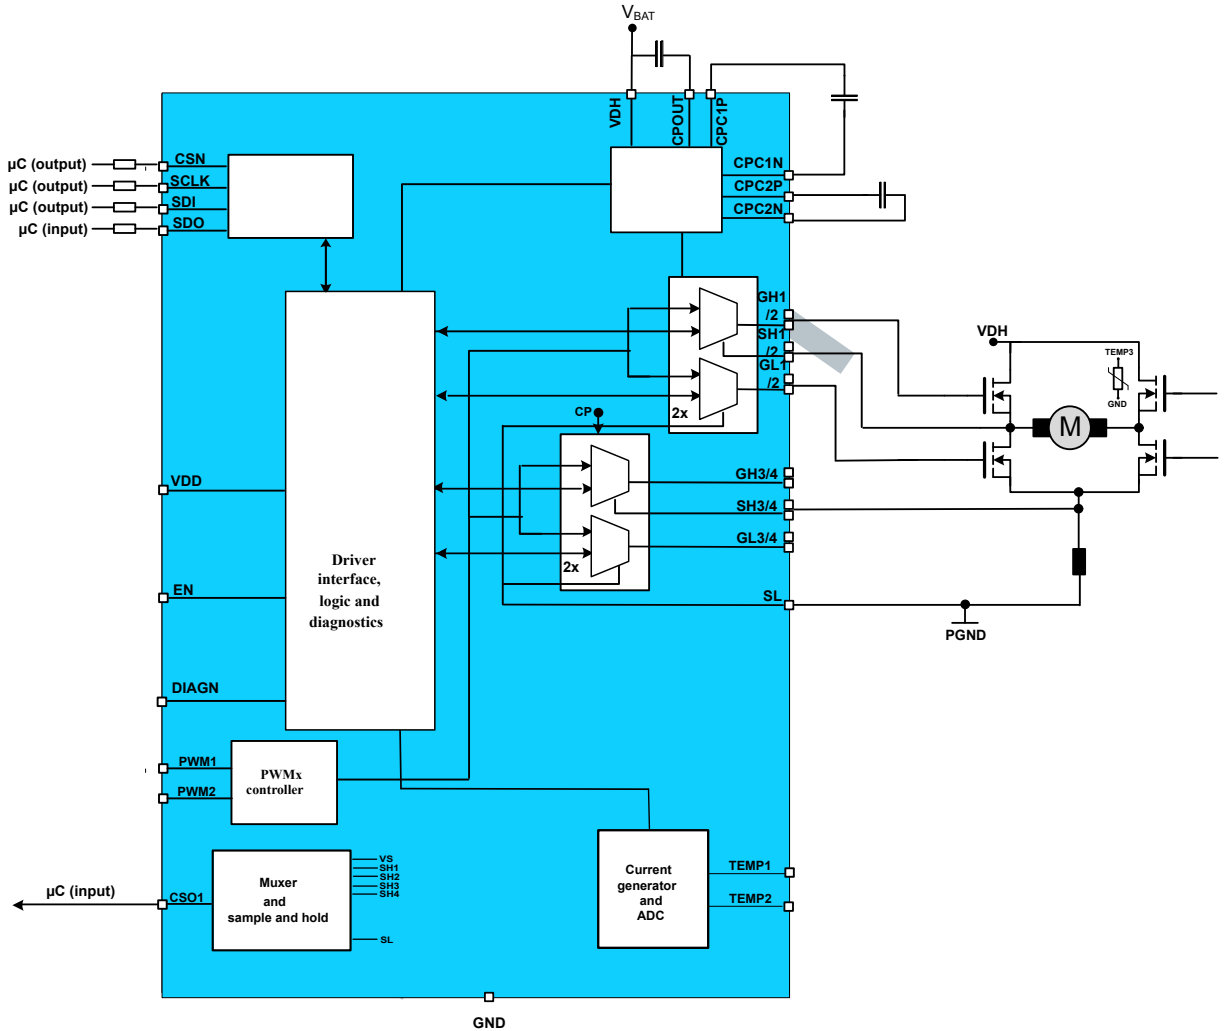 VBAT
VDH
CPOUT
CPC1P
µC (output)
CSN
µC (output)
SCLK
µC (output)
SDI
µC (input)
SDO
CPC1N
CPC2P
CPC2N
GH1
/2
SH1
/2
GL1
/2
2x
VDH
TEMP3
GND
M
CP
GH3/4
SH3/4
GL3/4
2x
SL
PGND
VDD
EN
DIAGN
Driver
interface,
logic and
diagnostics
PWM1
PWM2
PWMx
controller
µC (input)
CSO1
Muxer
and
sample and hold
VS
SH1
SH2
SH3
SH4
SL
Current
generator
and
ADC
TEMP1
TEMP2
GND